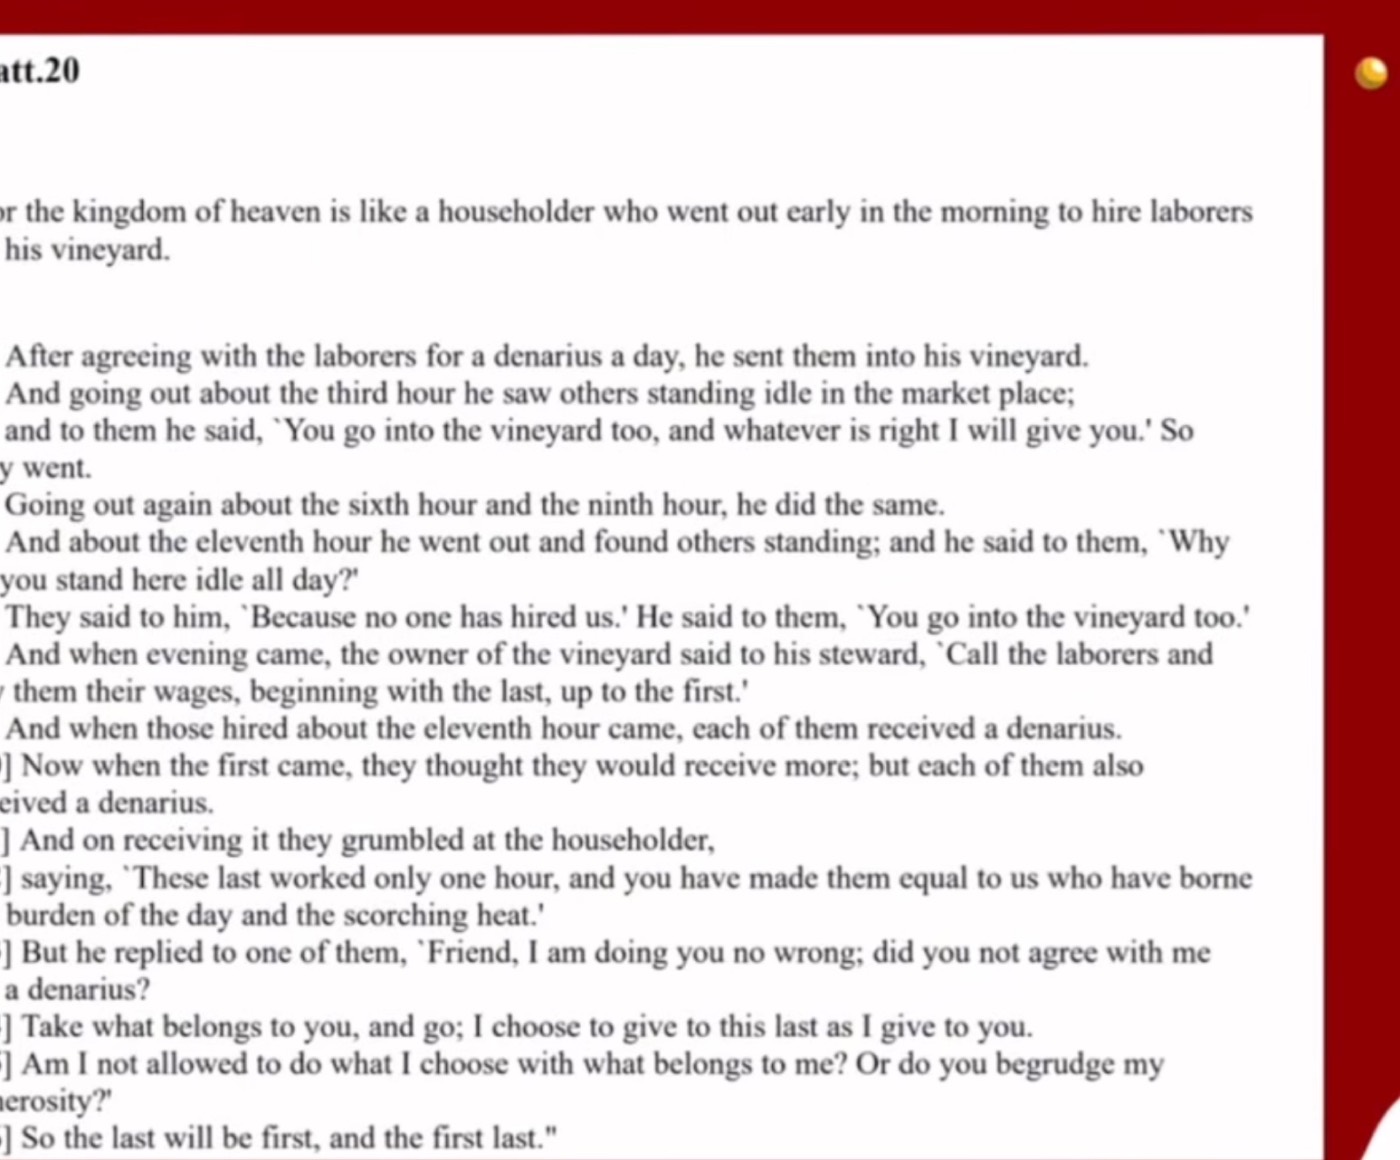 att.20
or the kingdom of heaven is like a householder who went out early in the morning to hire laborers
his vineyard.
After agreeing with the laborers for a denarius a day, he sent them into his vineyard.
And going out about the third hour he saw others standing idle in the market place;
and to them he said, `You go into the vineyard too, and whatever is right I will give you.' So
y went.
Going out again about the sixth hour and the ninth hour, he did the same.
And about the eleventh hour he went out and found others standing; and he said to them, `Why
you stand here idle all day?'
They said to him, `Because no one has hired us.' He said to them, `You go into the vineyard too.'
And when evening came, the owner of the vineyard said to his steward, `Call the laborers and
them their wages, beginning with the last, up to the first.'
And when those hired about the eleventh hour came, each of them received a denarius.
] Now when the first came, they thought they would receive more; but each of them also
eived a denarius.
] And on receiving it they grumbled at the householder,
] saying, `These last worked only one hour, and you have made them equal to us who have borne
burden of the day and the scorching heat.'
] But he replied to one of them, `Friend, I am doing you no wrong; did you not agree with me
a denarius?
] Take what belongs to you, and go; I choose to give to this last as I give to you.
] Am I not allowed to do what I choose with what belongs to me? Or do you begrudge my
nerosity?'
] So the last will be first, and the first last."